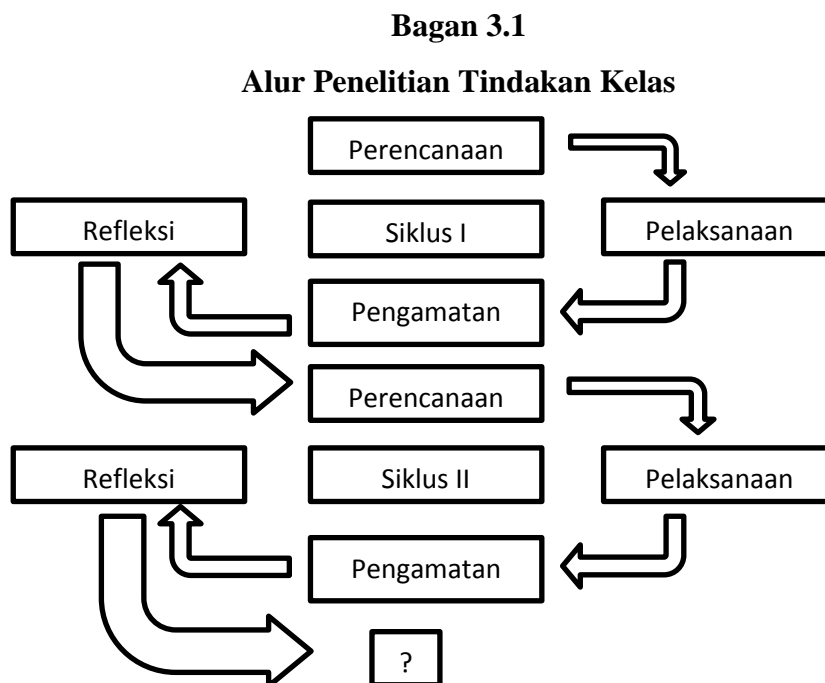 Bagan 3.1
Alur Penelitian Tindakan Kelas
Perencanaan
Refleksi
Siklus I
Pelaksanaan
Pengamatan
Perencanaan
Refleksi
Siklus II
Pelaksanaan
Pengamatan
?